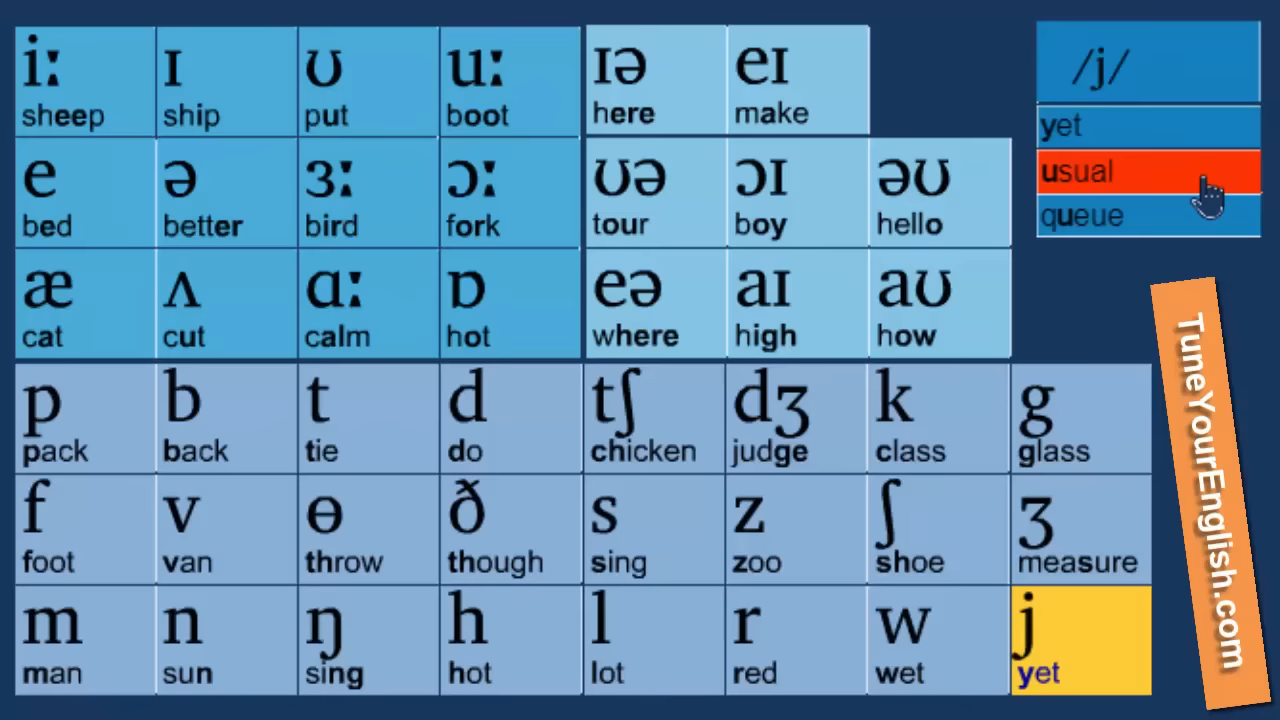 iː ɪ ʊ uː ɪə eɪ
sheep ship put boot here make
e ə ɜː ɔː ʊə ɔɪ əʊ
bed better bird fork tour boy hello
æ ʌ ɑː ɒ eə aɪ aʊ
cat cut calm hot where high how
p b t d tʃ dʒ k g
pack back tie do chicken judge class glass
f v ɵ ð s z ʃ ʒ
foot van throw though sing zoo shoe measure
m n ŋ h l r w j
man sun sing hot lot red wet yet
/j/
yet
usual
queue
TuneYourEnglish.com